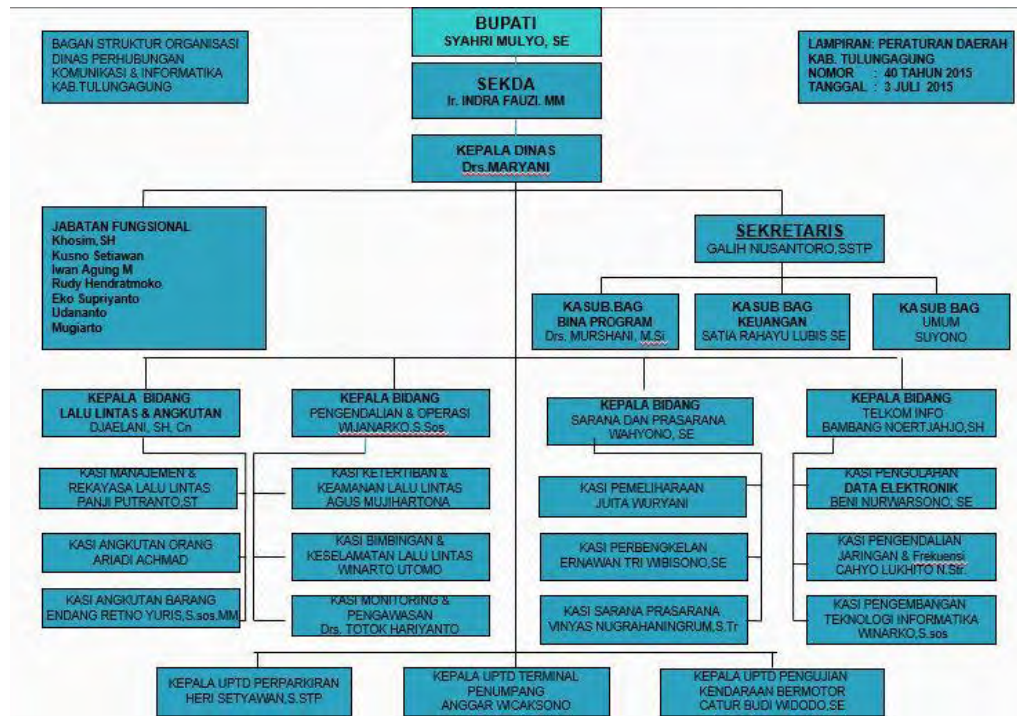 BUPATI
SYAHRI MULYO, SE
BAGAN STRUKTUR ORGANISASI
DINAS PERHUBUNGAN
KOMUNIKASI & INFORMATIKA
KAB.TULUNGAGUNG
LAMPIRAN: PERATURAN DAERAH
KAB. TULUNGAGUNG
NOMOR : 40 TAHUN 2015
TANGGAL : 3 JULI 2015
SEKDA
Ir. INDRA FAUZI. MM
KEPALA DINAS
Drs.MARYANI
JABATAN FUNGSIONAL
Khosim,SH
Kusno Setiawan
Iwan Agung M
Rudy Hendratmoko
Eko Supriyanto
Udananto
Mugiarto
SEKRETARIS
GALIH NUSANTORO,SSTP
KASUB.BAG
BINA PROGRAM
Drs. MURSHANI, M.Si
KASUB BAG
KEUANGAN
SATIA RAHAYU LUBIS SE
KASUB BAG
UMUM
SUYONO
KEPALA BIDANG
LALU LINTAS & ANGKUTAN
DJAELANI, SH, Cn
KEPALA BIDANG
PENGENDALIAN & OPERASI
WIJANARKO,S.Sos
KEPALA BIDANG
SARANA DAN PRASARANA
WAHYONO, SE
KEPALA BIDANG
TELKOM INFO
BAMBANG NOERTJAHJO,SH
KASI MANAJEMEN &
REKAYASA LALU LINTAS
PANJI PUTRANTO,ST
KASI KETERTIBAN &
KEAMANAN LALU LINTAS
AGUS MUJIHARTONA
KASI PEMELIHARAAN
JUITA WURYANI
KASI PENGOLAHAN
DATA ELEKTRONIK
BENI NURWARSONO, SE
KASI ANGKUTAN ORANG
ARIADI ACHMAD
KASI BIMBINGAN &
KESELAMATAN LALU LINTAS
WINARTO UTOMO
KASI PERBENGKELAN
ERNAWAN TRI WIBISONO,SE
KASI PENGENDALIAN
JARINGAN & Frekuensi
CAHYO LUKHITO N.Str.
KASI ANGKUTAN BARANG
ENDANG RETNO YURIS,S.sos.MM
KASI MONITORING &
PENGAWASAN
Drs. TOTOK HARIYANTO
KASI SARANA PRASARANA
VINYAS NUGRAHANINGRUM,S.Tr
KASI PENGEMBANGAN
TEKNOLOGI INFORMATIKA
WINARKO,S.sos
KEPALA UPTD PERPARKIRAN
HERI SETYAWAN,S.STP
KEPALA UPTD TERMINAL
PENUMPANG
ANGGAR WICAKSONO
KEPALA UPTD PENGUJIAN
KENDARAAN BERMOTOR
CATUR BUDI WIDODO,SE